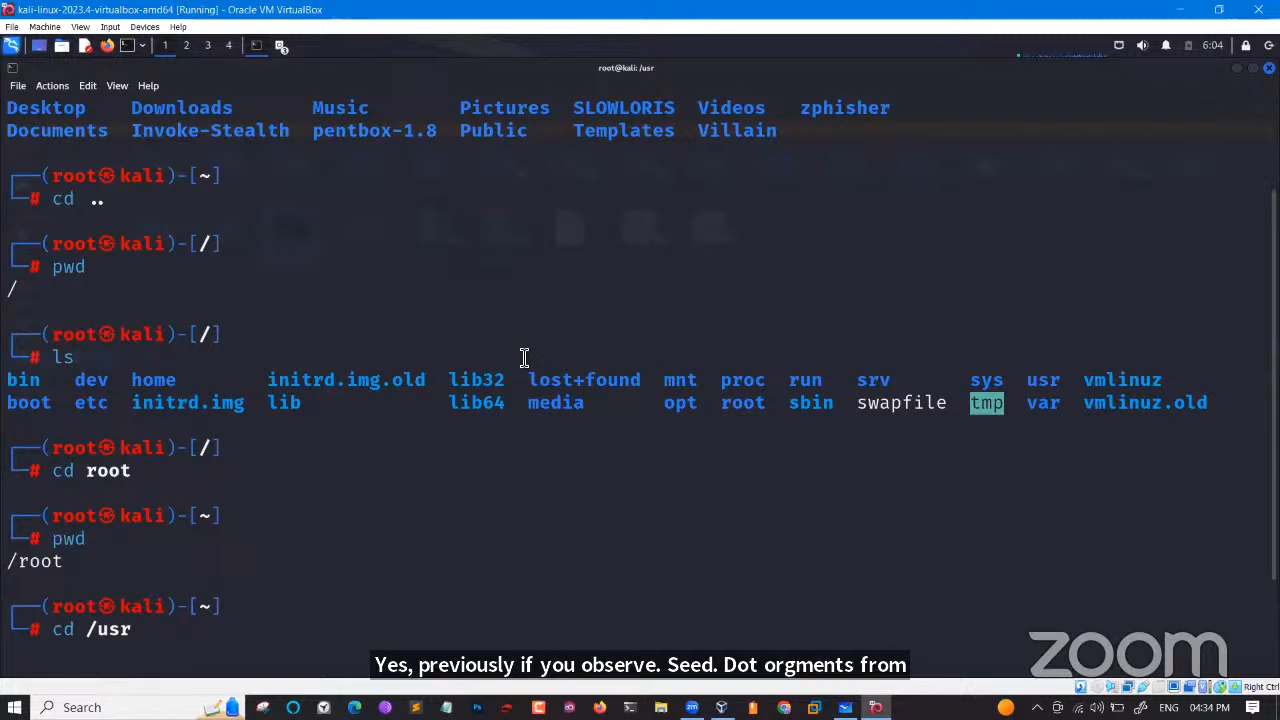 kali-linux-2023.4-virtualbox-amd64 [Running] - Oracle VM VirtualBox
File Machine View Input Devices Help
1 2 3 4 6:04
root@kali: /usr
File Actions Edit View Help
Desktop Downloads Music Pictures SLOWLORIS Videos zphisher
Documents Invoke-Stealth pentbox-1.8 Public Templates Villain
┌──(root㉿kali)-[~]
└─# cd ..
┌──(root㉿kali)-[/]
└─# pwd
/
┌──(root㉿kali)-[/]
└─# ls
bin dev home initrd.img.old lib32 lost+found mnt proc run srv sys usr vmlinuz
boot etc initrd.img lib lib64 media opt root sbin swapfile tmp var vmlinuz.old
┌──(root㉿kali)-[/]
└─# cd root
┌──(root㉿kali)-[~]
└─# pwd
/root
┌──(root㉿kali)-[~]
└─# cd /usr
Yes, previously if you observe. Seed. Dot orgments from
zoom
Right Ctrl
Search ENG 04:34 PM